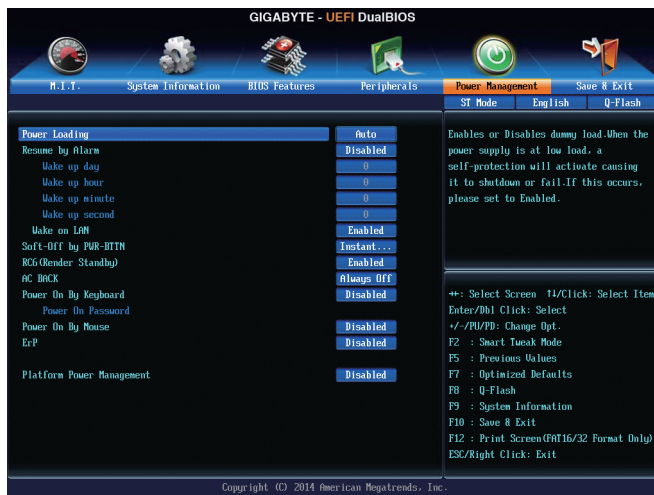 GIGABYTE - UEFI DualBIOS
M.I.T. System Information BIOS Features Peripherals Power Management Save & Exit
ST Mode English Q-Flash
Power Loading Auto
Resume by Alarm Disabled
Wake up day 0
Wake up hour 0
Wake up minute 0
Wake up second 0
Wake on LAN Enabled
Soft-Off by PWR-BTTN Instant...
RC6(Render Standby) Enabled
AC BACK Always Off
Power On By Keyboard Disabled
Power On Password
Power On By Mouse Disabled
ErP Disabled
Platform Power Management Disabled
Enables or Disables dummy load.When the
power supply is at low load, a
self-protection will activate causing
it to shutdown or fail.If this occurs,
please set to Enabled.
↔: Select Screen ↑↓/Click: Select Item
Enter/Dbl Click: Select
+/-/PU/PD: Change Opt.
F2 : Smart Tweak Mode
F5 : Previous Values
F7 : Optimized Defaults
F8 : Q-Flash
F9 : System Information
F10 : Save & Exit
F12 : Print Screen(FAT16/32 Format Only)
ESC/Right Click: Exit
Copyright (C) 2014 American Megatrends, Inc.